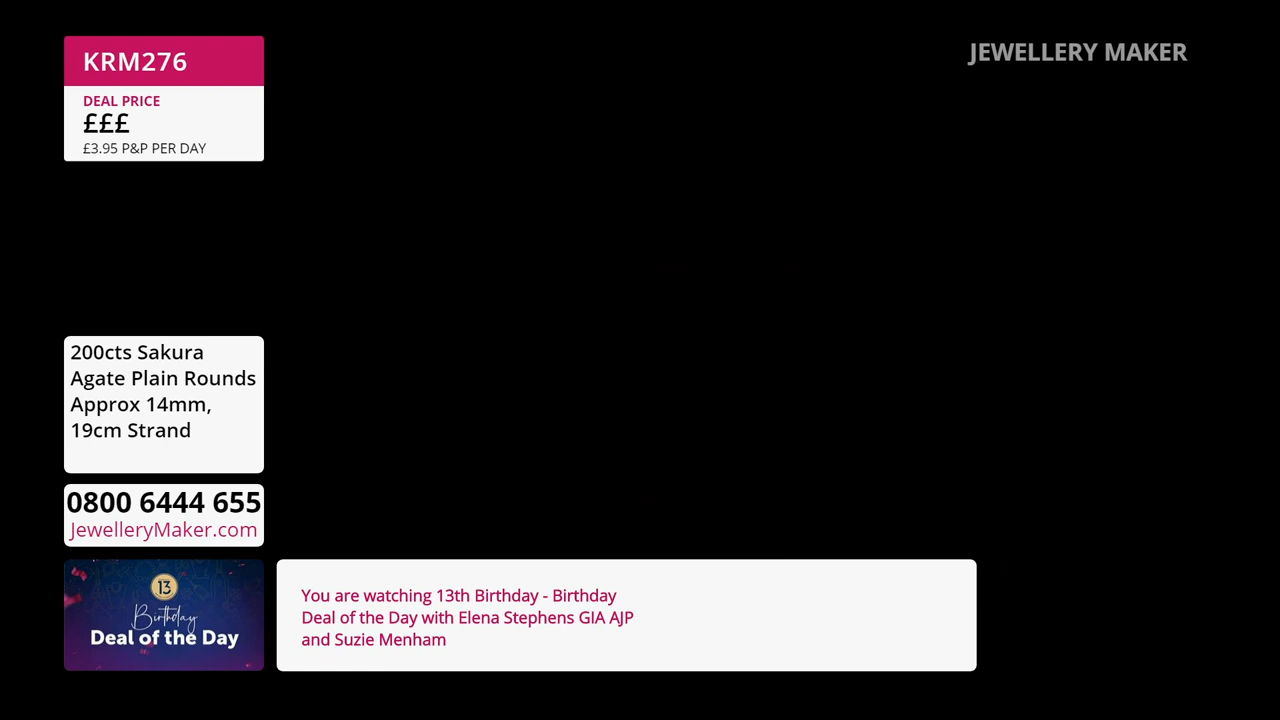 KRM276
DEAL PRICE
£££
£3.95 P&P PER DAY
JEWELLERY MAKER
200cts Sakura
Agate Plain Rounds
Approx 14mm,
19cm Strand
0800 6444 655
JewelleryMaker.com
13
Birthday
Deal of the Day
You are watching 13th Birthday - Birthday
Deal of the Day with Elena Stephens GIA AJP
and Suzie Menham